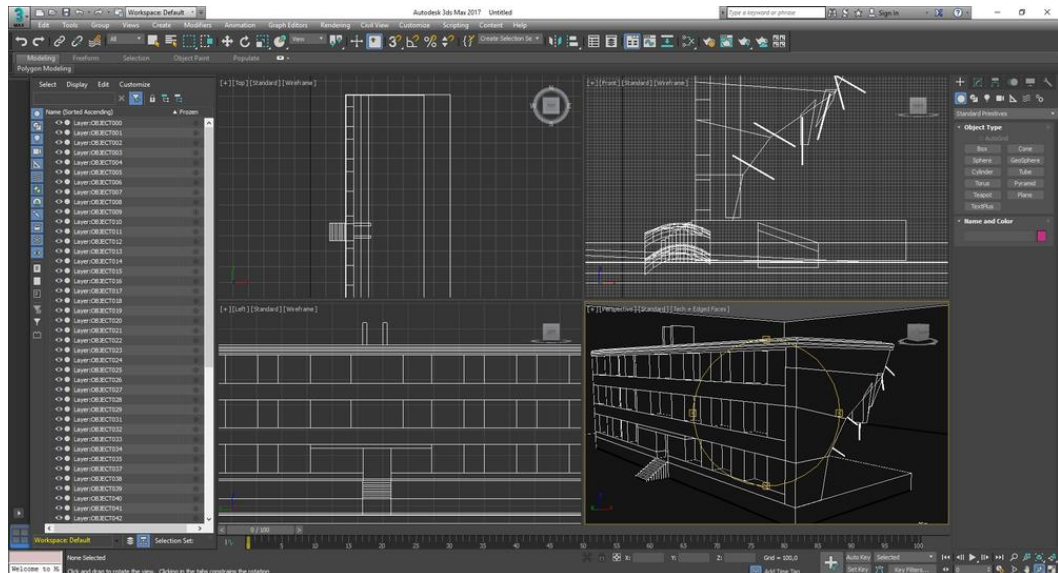 Workspace: Default
Autodesk 3ds Max 2017 Untitled
Type a keyword or phrase
Sign In
MAX
Edit Tools Group Views Create Modifiers Animation Graph Editors Rendering Civil View Customize Scripting Content Help
All
View
Create Selection Se
Modeling Freeform Selection Object Paint Populate
Polygon Modeling
Select Display Edit Customize
Name (Sorted Ascending) ▲ Frozen
Layer:OBJECT000
Layer:OBJECT001
Layer:OBJECT002
Layer:OBJECT003
Layer:OBJECT004
Layer:OBJECT005
Layer:OBJECT006
Layer:OBJECT007
Layer:OBJECT008
Layer:OBJECT009
Layer:OBJECT010
Layer:OBJECT011
Layer:OBJECT012
Layer:OBJECT013
Layer:OBJECT014
Layer:OBJECT015
Layer:OBJECT016
Layer:OBJECT017
Layer:OBJECT018
Layer:OBJECT019
Layer:OBJECT020
Layer:OBJECT021
Layer:OBJECT022
Layer:OBJECT023
Layer:OBJECT024
Layer:OBJECT025
Layer:OBJECT026
Layer:OBJECT027
Layer:OBJECT028
Layer:OBJECT029
Layer:OBJECT031
Layer:OBJECT032
Layer:OBJECT033
Layer:OBJECT034
Layer:OBJECT035
Layer:OBJECT037
Layer:OBJECT038
Layer:OBJECT039
Layer:OBJECT040
Layer:OBJECT041
Layer:OBJECT042
Workspace: Default
Selection Set:
[+] [Top] [Standard] [Wireframe]
[+] [Front] [Standard] [Wireframe]
[+] [Left] [Standard] [Wireframe]
[+] [Perspective] [Standard] [Tech + Edged Faces]
Standard Primitives
Object Type
AutoGrid
Box Cone
Sphere GeoSphere
Cylinder Tube
Torus Pyramid
Teapot Plane
TextPlus
Name and Color
0 / 100
5 10 15 20 25 30 35 40 45 50 55 60 65 70 75 80 85 90 95 100
None Selected
X: Y: Z:
Grid = 100,0
Auto Key Selected
Welcome to M
Click and drag to rotate the view. Clicking in the tabs constrains the rotation
Add Time Tag
Set Key Key Filters...
0